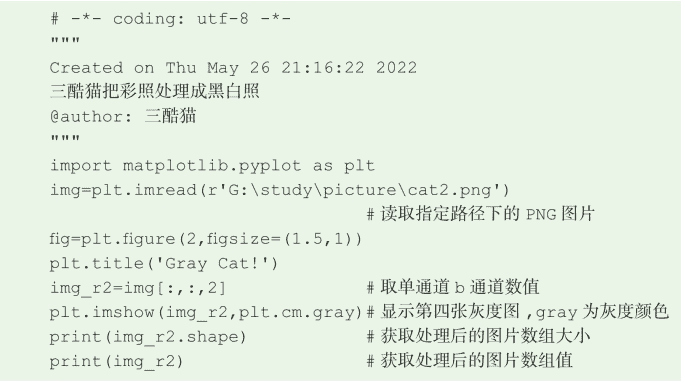 # -*- coding: utf-8 -*-
"""
Created on Thu May 26 21:16:22 2022
三酷猫把彩照处理成黑白照
@author: 三酷猫
"""
import matplotlib.pyplot as plt
img=plt.imread(r'G:\study\picture\cat2.png')
# 读取指定路径下的 PNG 图片
fig=plt.figure(2,figsize=(1.5,1))
plt.title('Gray Cat!')
img_r2=img[:,:,2] # 取单通道 b 通道数值
plt.imshow(img_r2,plt.cm.gray)# 显示第四张灰度图 ,gray 为灰度颜色
print(img_r2.shape) # 获取处理后的图片数组大小
print(img_r2) # 获取处理后的图片数组值